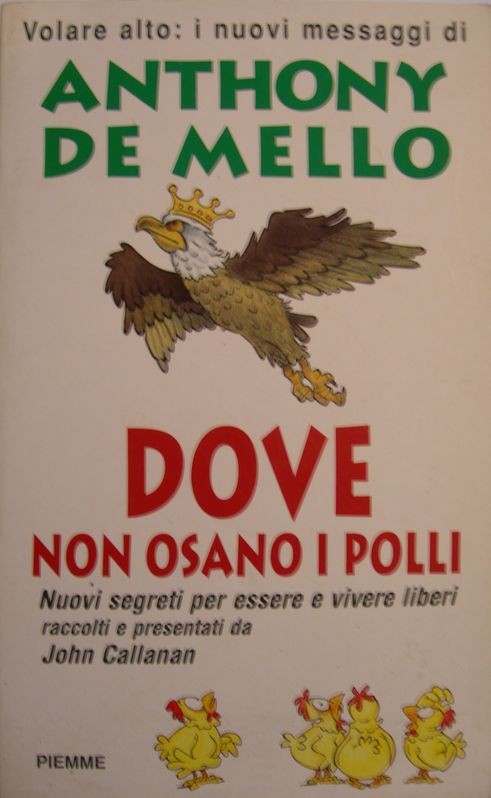 Volare alto: i nuovi messaggi di
ANTHONY
DE MELLO
DOVE
NON OSANO I POLLI
Nuovi segreti per essere e vivere liberi
raccolti e presentati da
John Callanan
PIEMME